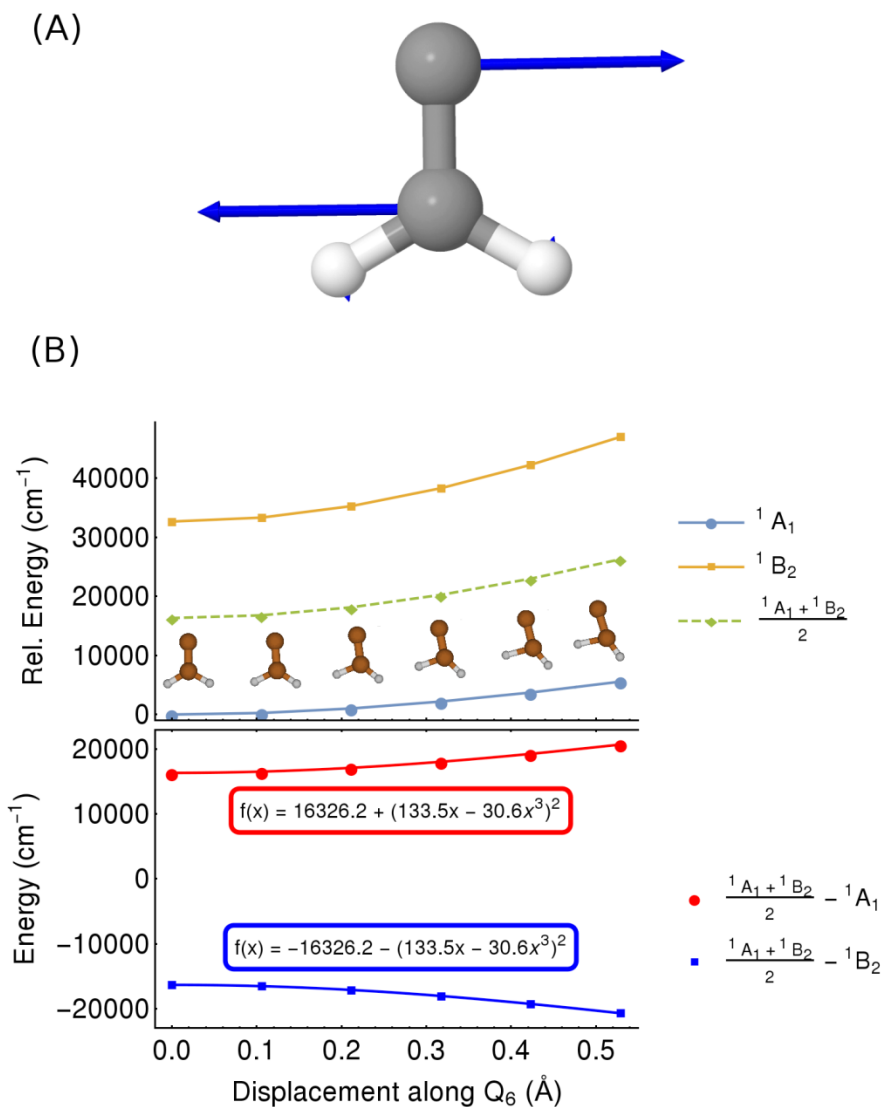 (A)
(B)
Rel. Energy (cm⁻¹)
40000
30000
20000
10000
0
¹A₁
¹B₂
¹A₁ + ¹B₂
2
Energy (cm⁻¹)
20000
10000
0
−10000
−20000
f(x) = 16326.2 + (133.5x − 30.6x³)²
f(x) = −16326.2 − (133.5x − 30.6x³)²
¹A₁ + ¹B₂ − ¹A₁
2
¹A₁ + ¹B₂ − ¹B₂
2
0.0 0.1 0.2 0.3 0.4 0.5
Displacement along Q₆ (Å)